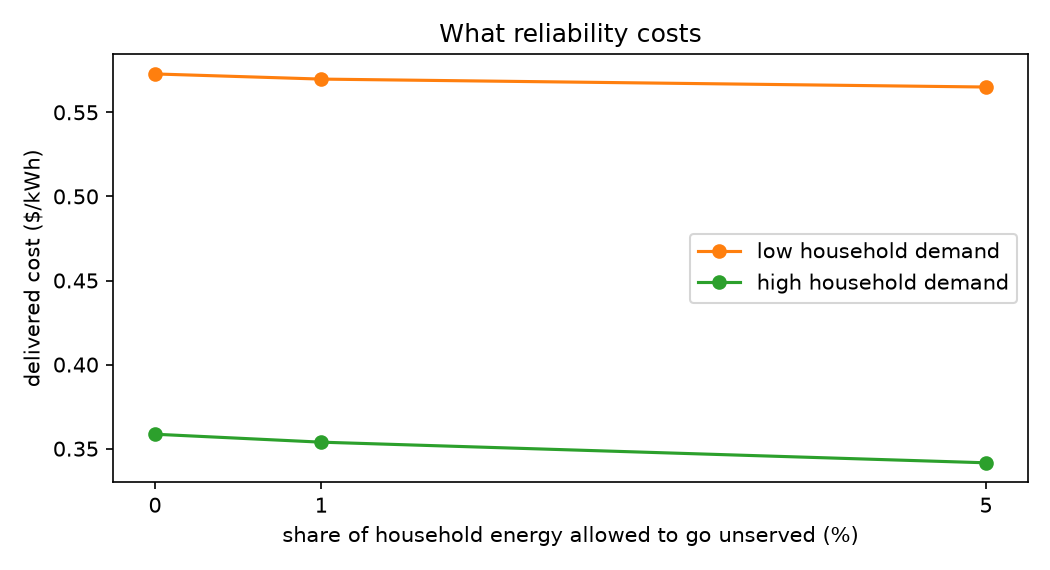 What reliability costs
delivered cost ($/kWh)
0.55
0.50
0.45
0.40
0.35
low household demand
high household demand
0
1
5
share of household energy allowed to go unserved (%)